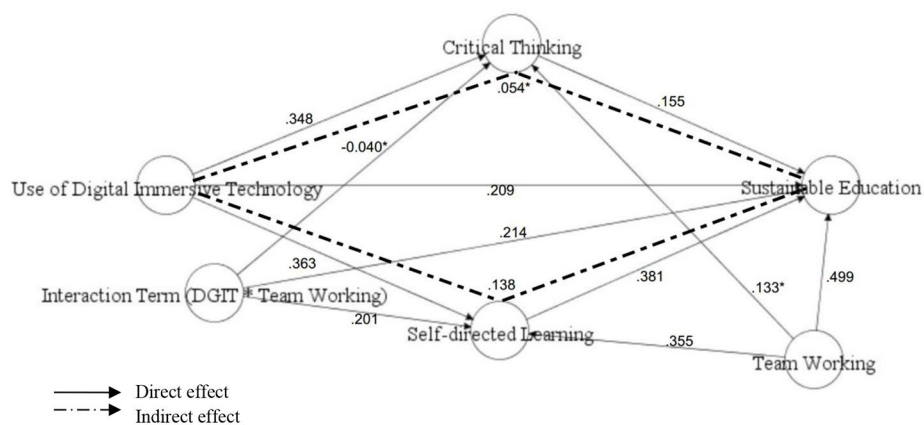 Critical Thinking
.054*
.348
.155
-0.040*
Use of Digital Immersive Technology
.209
Sustainable Education
.214
.363
.138
.381
.133*
.499
Interaction Term (DGIT * Team Working)
.201
Self-directed Learning
.355
Team Working
Direct effect
Indirect effect